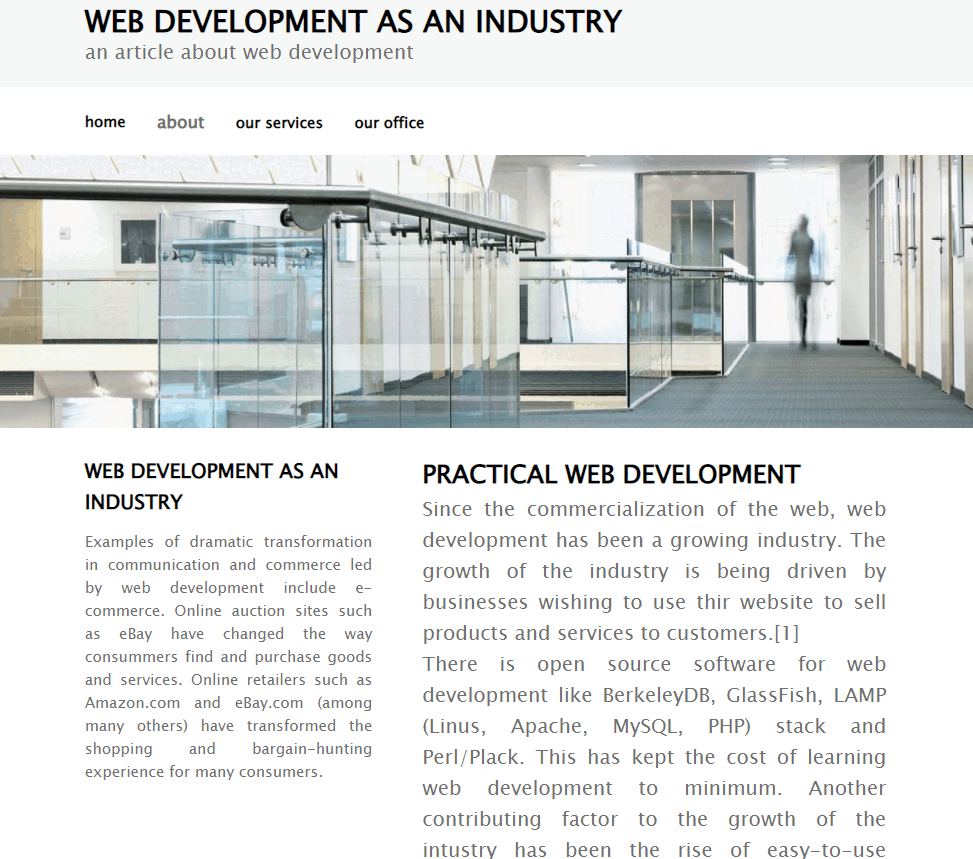 WEB DEVELOPMENT AS AN INDUSTRY
an article about web development
home about our services our office
WEB DEVELOPMENT AS AN
INDUSTRY
Examples of dramatic transformation
in communication and commerce led
by web development include e-
commerce. Online auction sites such
as eBay have changed the way
consummers find and purchase goods
and services. Online retailers such as
Amazon.com and eBay.com (among
many others) have transformed the
shopping and bargain-hunting
experience for many consumers.
PRACTICAL WEB DEVELOPMENT
Since the commercialization of the web, web
development has been a growing industry. The
growth of the industry is being driven by
businesses wishing to use thir website to sell
products and services to customers.[1]
There is open source software for web
development like BerkeleyDB, GlassFish, LAMP
(Linus, Apache, MySQL, PHP) stack and
Perl/Plack. This has kept the cost of learning
web development to minimum. Another
contributing factor to the growth of the
intustry has been the rise of easy-to-use